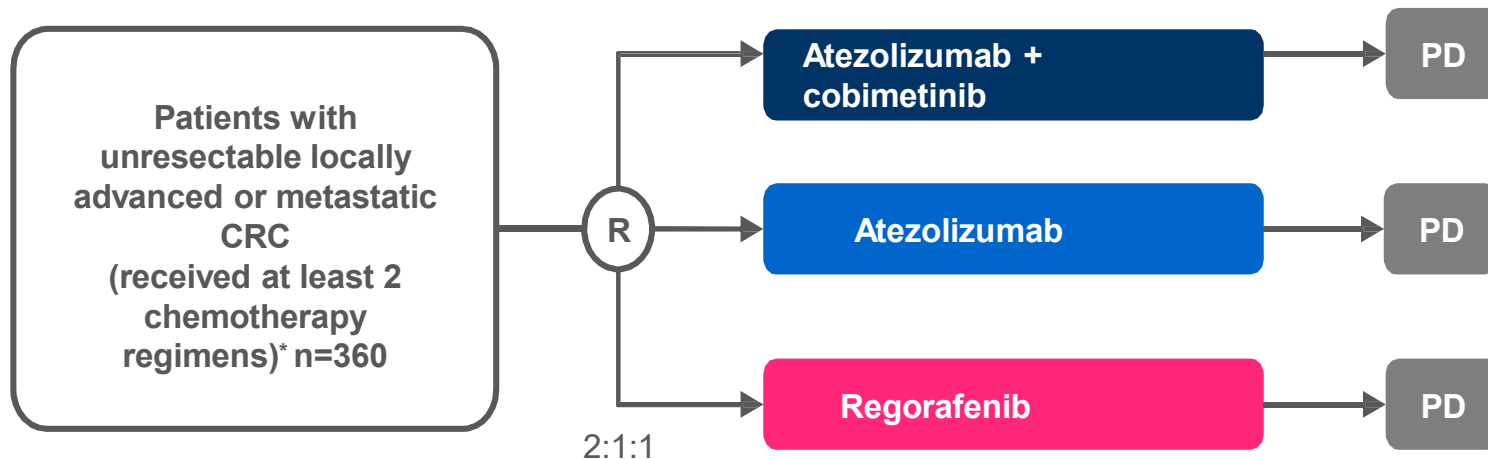 Patients with
unresectable locally
advanced or metastatic
CRC
(received at least 2
chemotherapy
regimens)* n=360
R
2:1:1
Atezolizumab +
cobimetinib
PD
Atezolizumab
PD
Regorafenib
PD